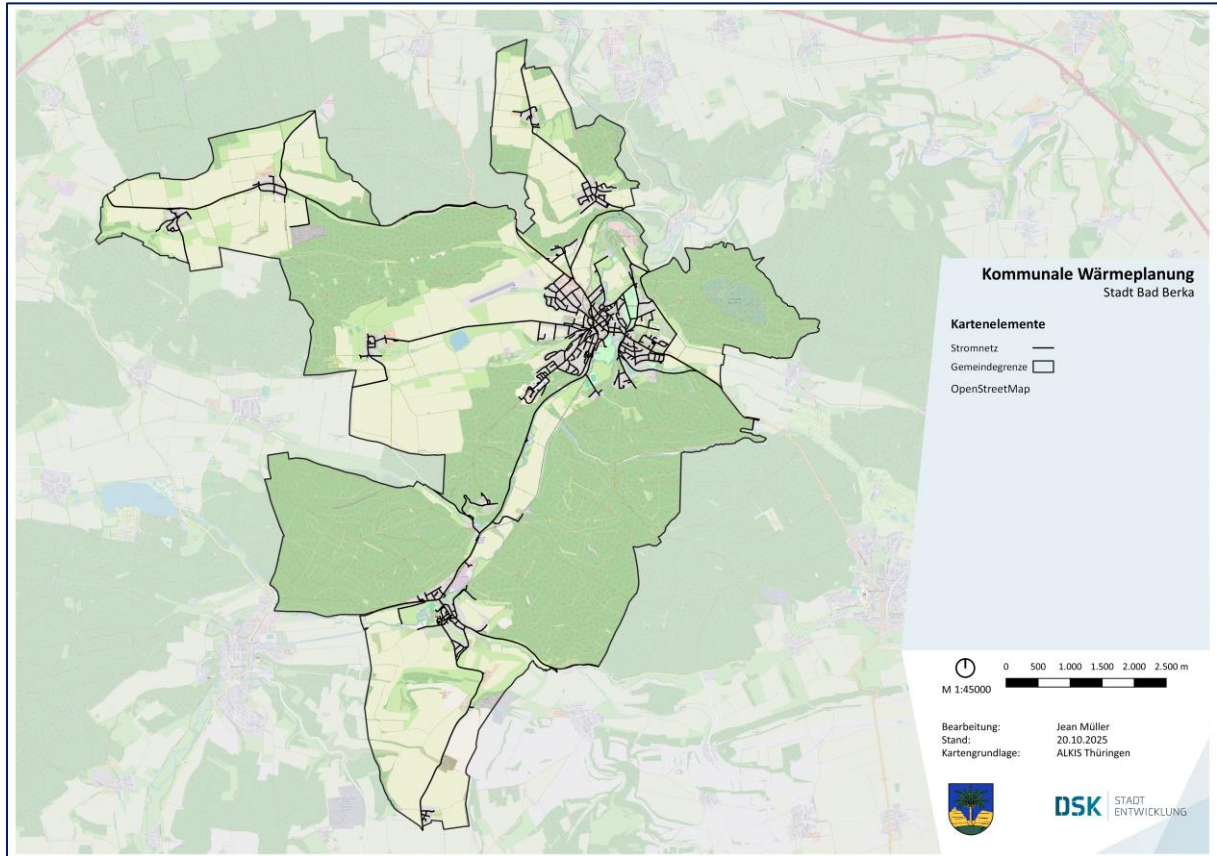 Kommunale Wärmeplanung
Stadt Bad Berka
Kartenelemente
Stromnetz
Gemeindegrenze
OpenStreetMap
M 1:45000
0 500 1.000 1.500 2.000 2.500 m
Bearbeitung: Jean Müller
Stand: 20.10.2025
Kartengrundlage: ALKIS Thüringen
DSK STADT
ENTWICKLUNG